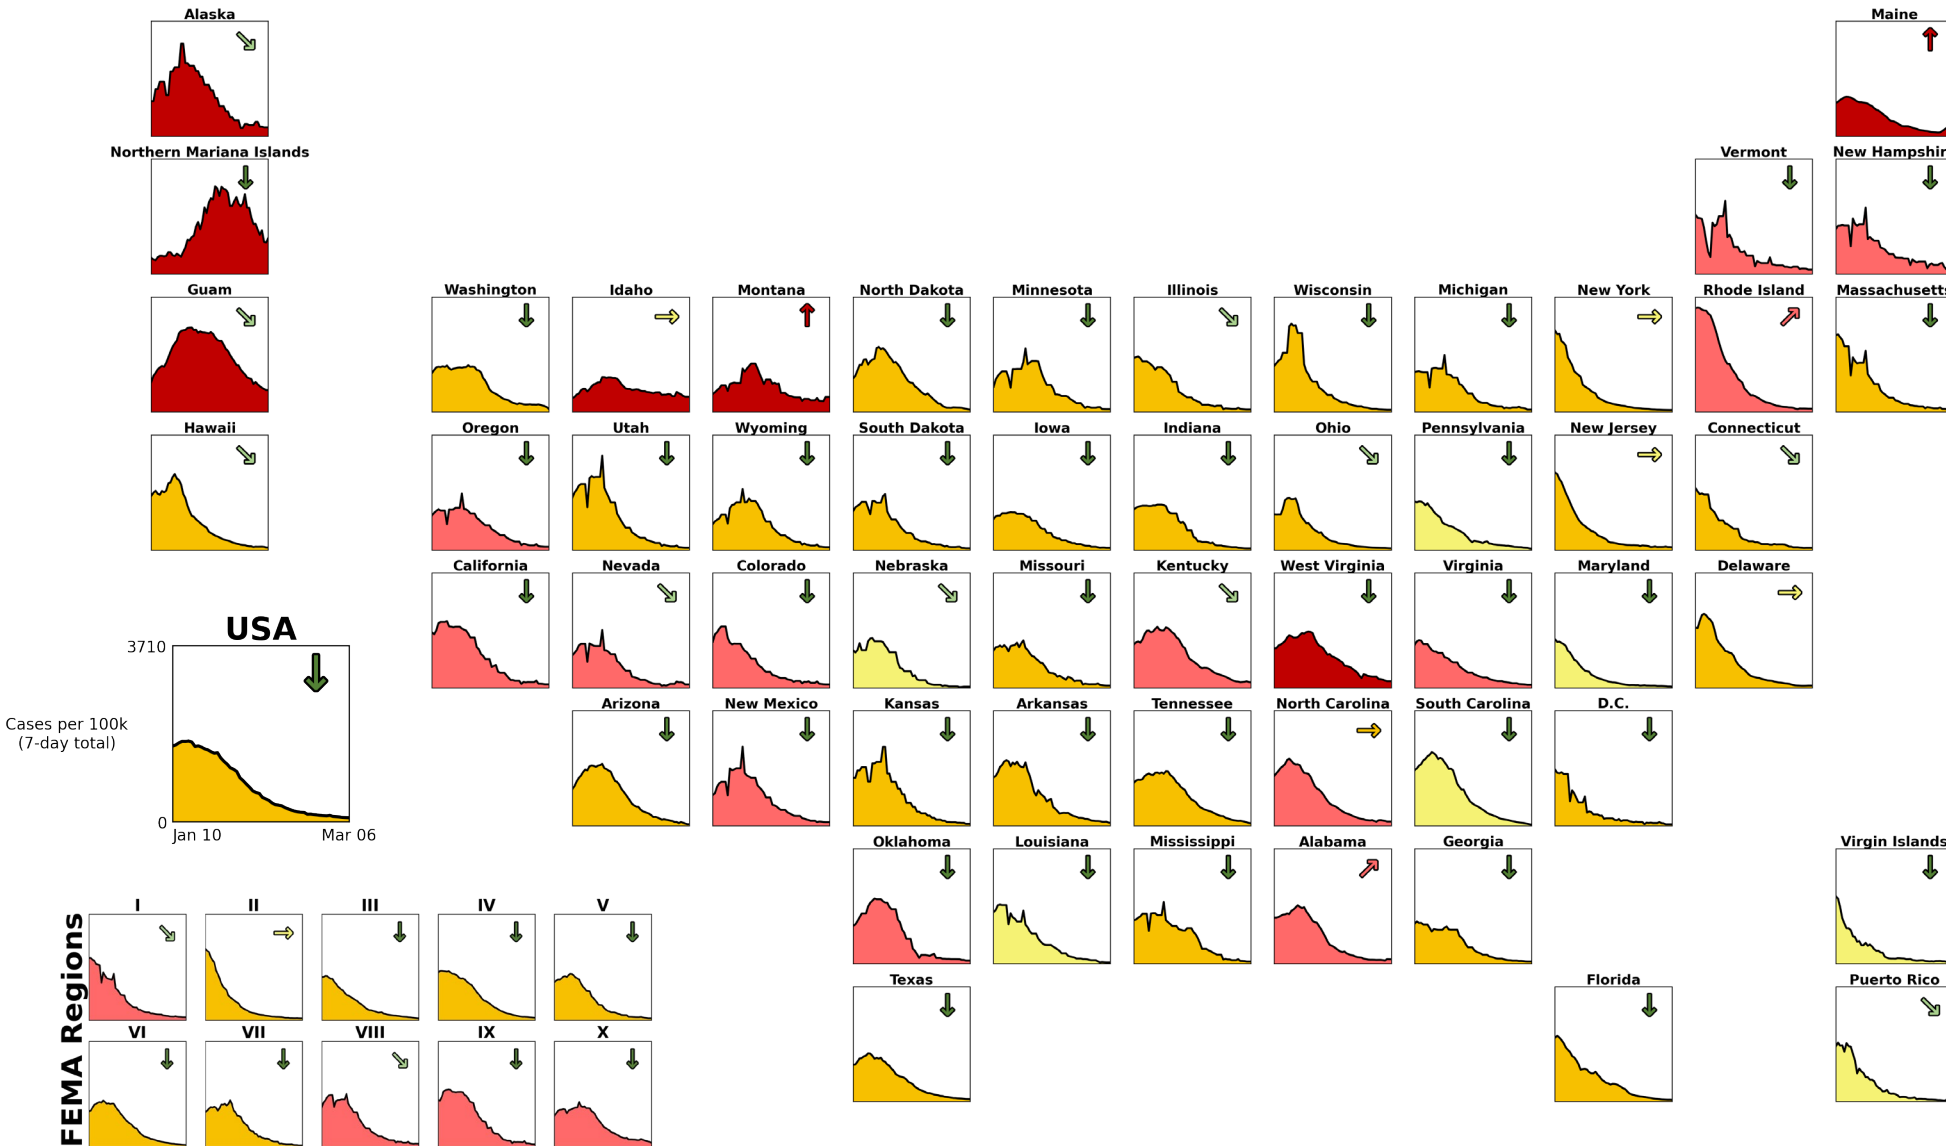 Alaska
Maine
Northern Mariana Islands
Vermont
New Hampshir
Guam
Washington
Idaho
Montana
North Dakota
Minnesota
Illinois
Wisconsin
Michigan
New York
Rhode Island
Massachusetts
Hawaii
Oregon
Utah
Wyoming
South Dakota
Iowa
Indiana
Ohio
Pennsylvania
New Jersey
Connecticut
California
Nevada
Colorado
Nebraska
Missouri
Kentucky
West Virginia
Virginia
Maryland
Delaware
USA
3710
Cases per 100k
(7-day total)
0
Jan 10
Mar 06
Arizona
New Mexico
Kansas
Arkansas
Tennessee
North Carolina
South Carolina
D.C.
Oklahoma
Louisiana
Mississippi
Alabama
Georgia
Virgin Islands
Texas
Florida
Puerto Rico
FEMA Regions
I
II
III
IV
V
VI
VII
VIII
IX
X